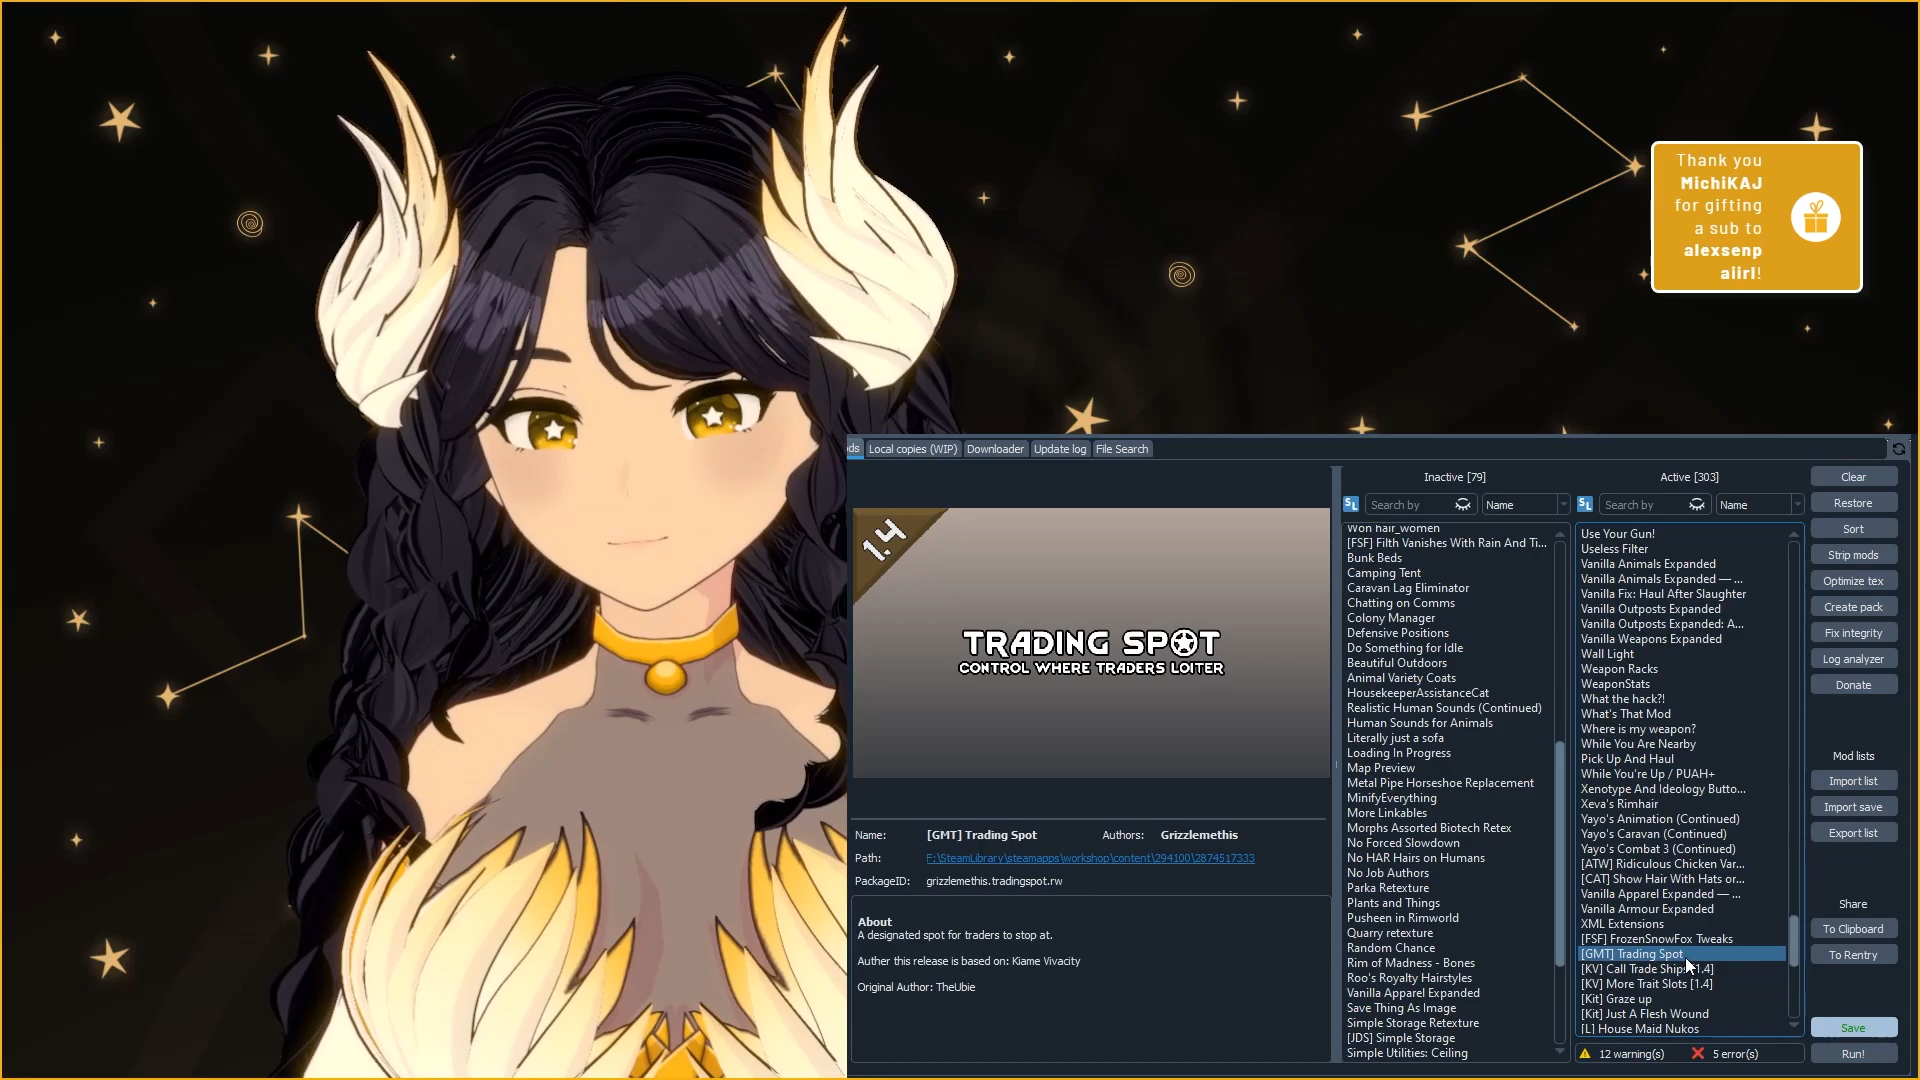 Thank you
MichiKAJ
for gifting
a sub to
alexsenp
aiirl!
ds
Local copies (WIP)
Downloader
Update log
File Search
1.4
TRADING SPOT
CONTROL WHERE TRADERS LOITER
Name: [GMT] Trading Spot Authors: Grizzlemethis
Path: F:\SteamLibrary\steamapps\workshop\content\294100\2874517333
PackageID: grizzlemethis.tradingspot.rw
About
A designated spot for traders to stop at.
Auther this release is based on: Kiame Vivacity
Original Author: TheUbie
Inactive [79]
SL Search by Name
Won hair_women
[FSF] Filth Vanishes With Rain And Ti...
Bunk Beds
Camping Tent
Caravan Lag Eliminator
Chatting on Comms
Colony Manager
Defensive Positions
Do Something for Idle
Beautiful Outdoors
Animal Variety Coats
HousekeeperAssistanceCat
Realistic Human Sounds (Continued)
Human Sounds for Animals
Literally just a sofa
Loading In Progress
Map Preview
Metal Pipe Horseshoe Replacement
MinifyEverything
More Linkables
Morphs Assorted Biotech Retex
No Forced Slowdown
No HAR Hairs on Humans
No Job Authors
Parka Retexture
Plants and Things
Pusheen in Rimworld
Quarry retexture
Random Chance
Rim of Madness - Bones
Roo's Royalty Hairstyles
Vanilla Apparel Expanded
Save Thing As Image
Simple Storage Retexture
[JDS] Simple Storage
Simple Utilities: Ceiling
Active [303]
SL Search by Name
Use Your Gun!
Useless Filter
Vanilla Animals Expanded
Vanilla Animals Expanded — ...
Vanilla Fix: Haul After Slaughter
Vanilla Outposts Expanded
Vanilla Outposts Expanded: A...
Vanilla Weapons Expanded
Wall Light
Weapon Racks
WeaponStats
What the hack?!
What's That Mod
Where is my weapon?
While You Are Nearby
Pick Up And Haul
While You're Up / PUAH+
Xenotype And Ideology Butto...
Xeva's Rimhair
Yayo's Animation (Continued)
Yayo's Caravan (Continued)
Yayo's Combat 3 (Continued)
[ATW] Ridiculous Chicken Var...
[CAT] Show Hair With Hats or...
Vanilla Apparel Expanded — ...
Vanilla Armour Expanded
XML Extensions
[FSF] FrozenSnowFox Tweaks
[GMT] Trading Spot
[KV] Call Trade Ships [1.4]
[KV] More Trait Slots [1.4]
[Kit] Graze up
[Kit] Just A Flesh Wound
[L] House Maid Nukos
12 warning(s) 5 error(s)
Clear
Restore
Sort
Strip mods
Optimize tex
Create pack
Fix integrity
Log analyzer
Donate
Mod lists
Import list
Import save
Export list
Share
To Clipboard
To Rentry
Save
Run!